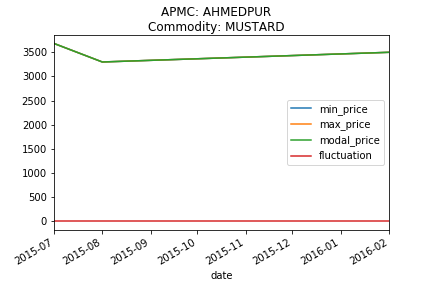 APMC: AHMEDPUR
Commodity: MUSTARD
3500
3000
2500
2000
1500
1000
500
0
min_price
max_price
modal_price
fluctuation
2015-07
2015-08
2015-09
2015-10
2015-11
2015-12
2016-01
2016-02
date